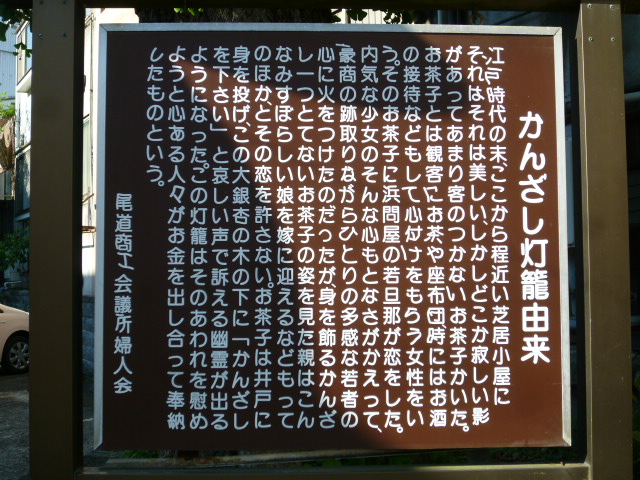 かんざし灯籠由来
江戸時代の末、ここから程近い芝居小屋に
それはそれは美しい、しかしどこか寂しい影
があってあまり客のつかないお茶子がいた。
お茶子とは観客にお茶や座布団、時にはお酒
の接待などもして心付けをもらう女性をい
う。そのお茶子に浜問屋の若旦那が恋をした。
内気な少女のそんな心もとなさがかえって、
豪商の跡取りながらひとりの多感な若者の
心に火をつけたのだったが、身を飾るかんざ
し一つとてないお茶子の姿を見た親はこん
なみすぼらしい娘を嫁に迎えるなどもって
のほかとその恋を許さない。お茶子は井戸に
身を投げ、この大銀杏の木の下に「かんざし
を下さい」と哀しい声で訴える幽霊が出る
ようになった。この灯籠はそのあわれを慰め
ようと心ある人々がお金を出し合って奉納
したものという。
尾道商工会議所婦人会